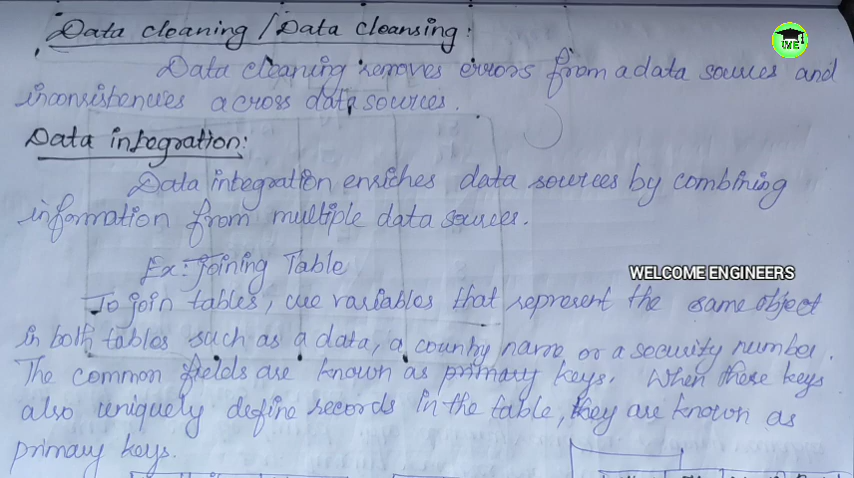 Data cleaning / Data cleansing:
IME
Data cleaning removes errors from a data sources and
inconsistencies across data sources.
Data integration:
Data integration enriches data sources by combining
information from multiple data sources.
Ex: Joining Table
WELCOME ENGINEERS
To join tables, use variables that represent the same object
in both tables such as a data, a country name or a security number.
The common fields are known as primary keys. When these keys
also uniquely define records in the table, they are known as
primary keys.